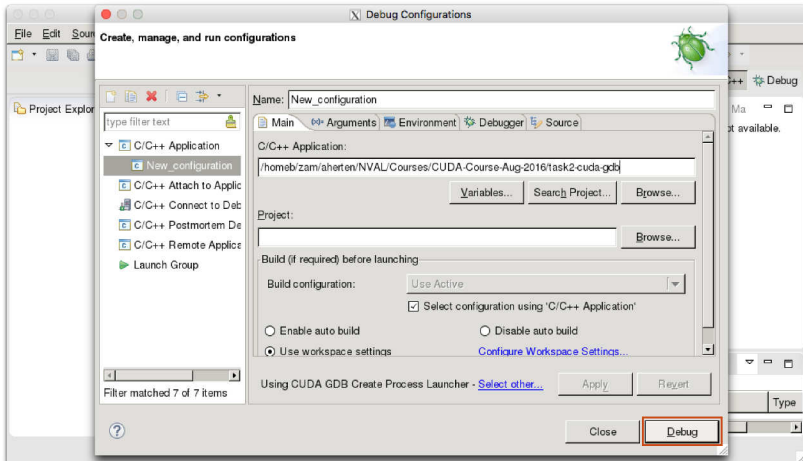 Debug Configurations
File Edit Sour
Create, manage, and run configurations
C++ Debug
Project Explor
Name: New_configuration
type filter text
Main Arguments Environment Debugger Source
Ma
ot available.
C/C++ Application
New_configuration
C/C++ Attach to Applic
C/C++ Connect to Deb
C/C++ Postmortem De
C/C++ Remote Applica
Launch Group
C/C++ Application:
/homeb/zam/aherten/NVAL/Courses/CUDA-Course-Aug-2016/task2-cuda-gdb
Variables... Search Project... Browse...
Project:
Browse...
Build (if required) before launching
Build configuration: Use Active
Select configuration using 'C/C++ Application'
Enable auto build Disable auto build
Use workspace settings Configure Workspace Settings...
Filter matched 7 of 7 items
Using CUDA GDB Create Process Launcher - Select other... Apply Revert
Type
? Close Debug